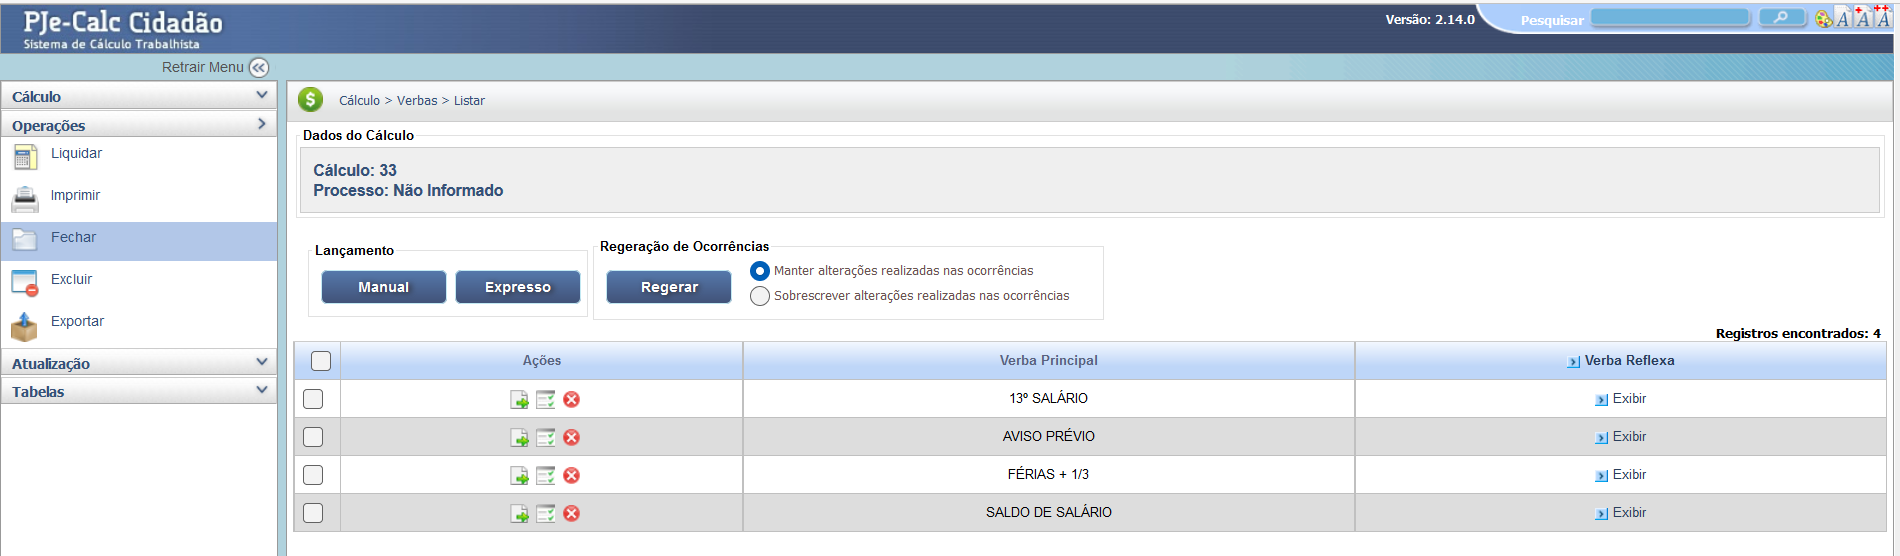 PJe-Calc Cidadão
Sistema de Cálculo Trabalhista
Versão: 2.14.0
Pesquisar
A A A
Retrair Menu
Cálculo
Operações
Liquidar
Imprimir
Fechar
Excluir
Exportar
Atualização
Tabelas
Cálculo > Verbas > Listar
Dados do Cálculo
Cálculo: 33
Processo: Não Informado
Lançamento
Manual Expresso
Regeração de Ocorrências
Regerar
Manter alterações realizadas nas ocorrências
Sobrescrever alterações realizadas nas ocorrências
Registros encontrados: 4
Ações Verba Principal Verba Reflexa
13º SALÁRIO Exibir
AVISO PRÉVIO Exibir
FÉRIAS + 1/3 Exibir
SALDO DE SALÁRIO Exibir